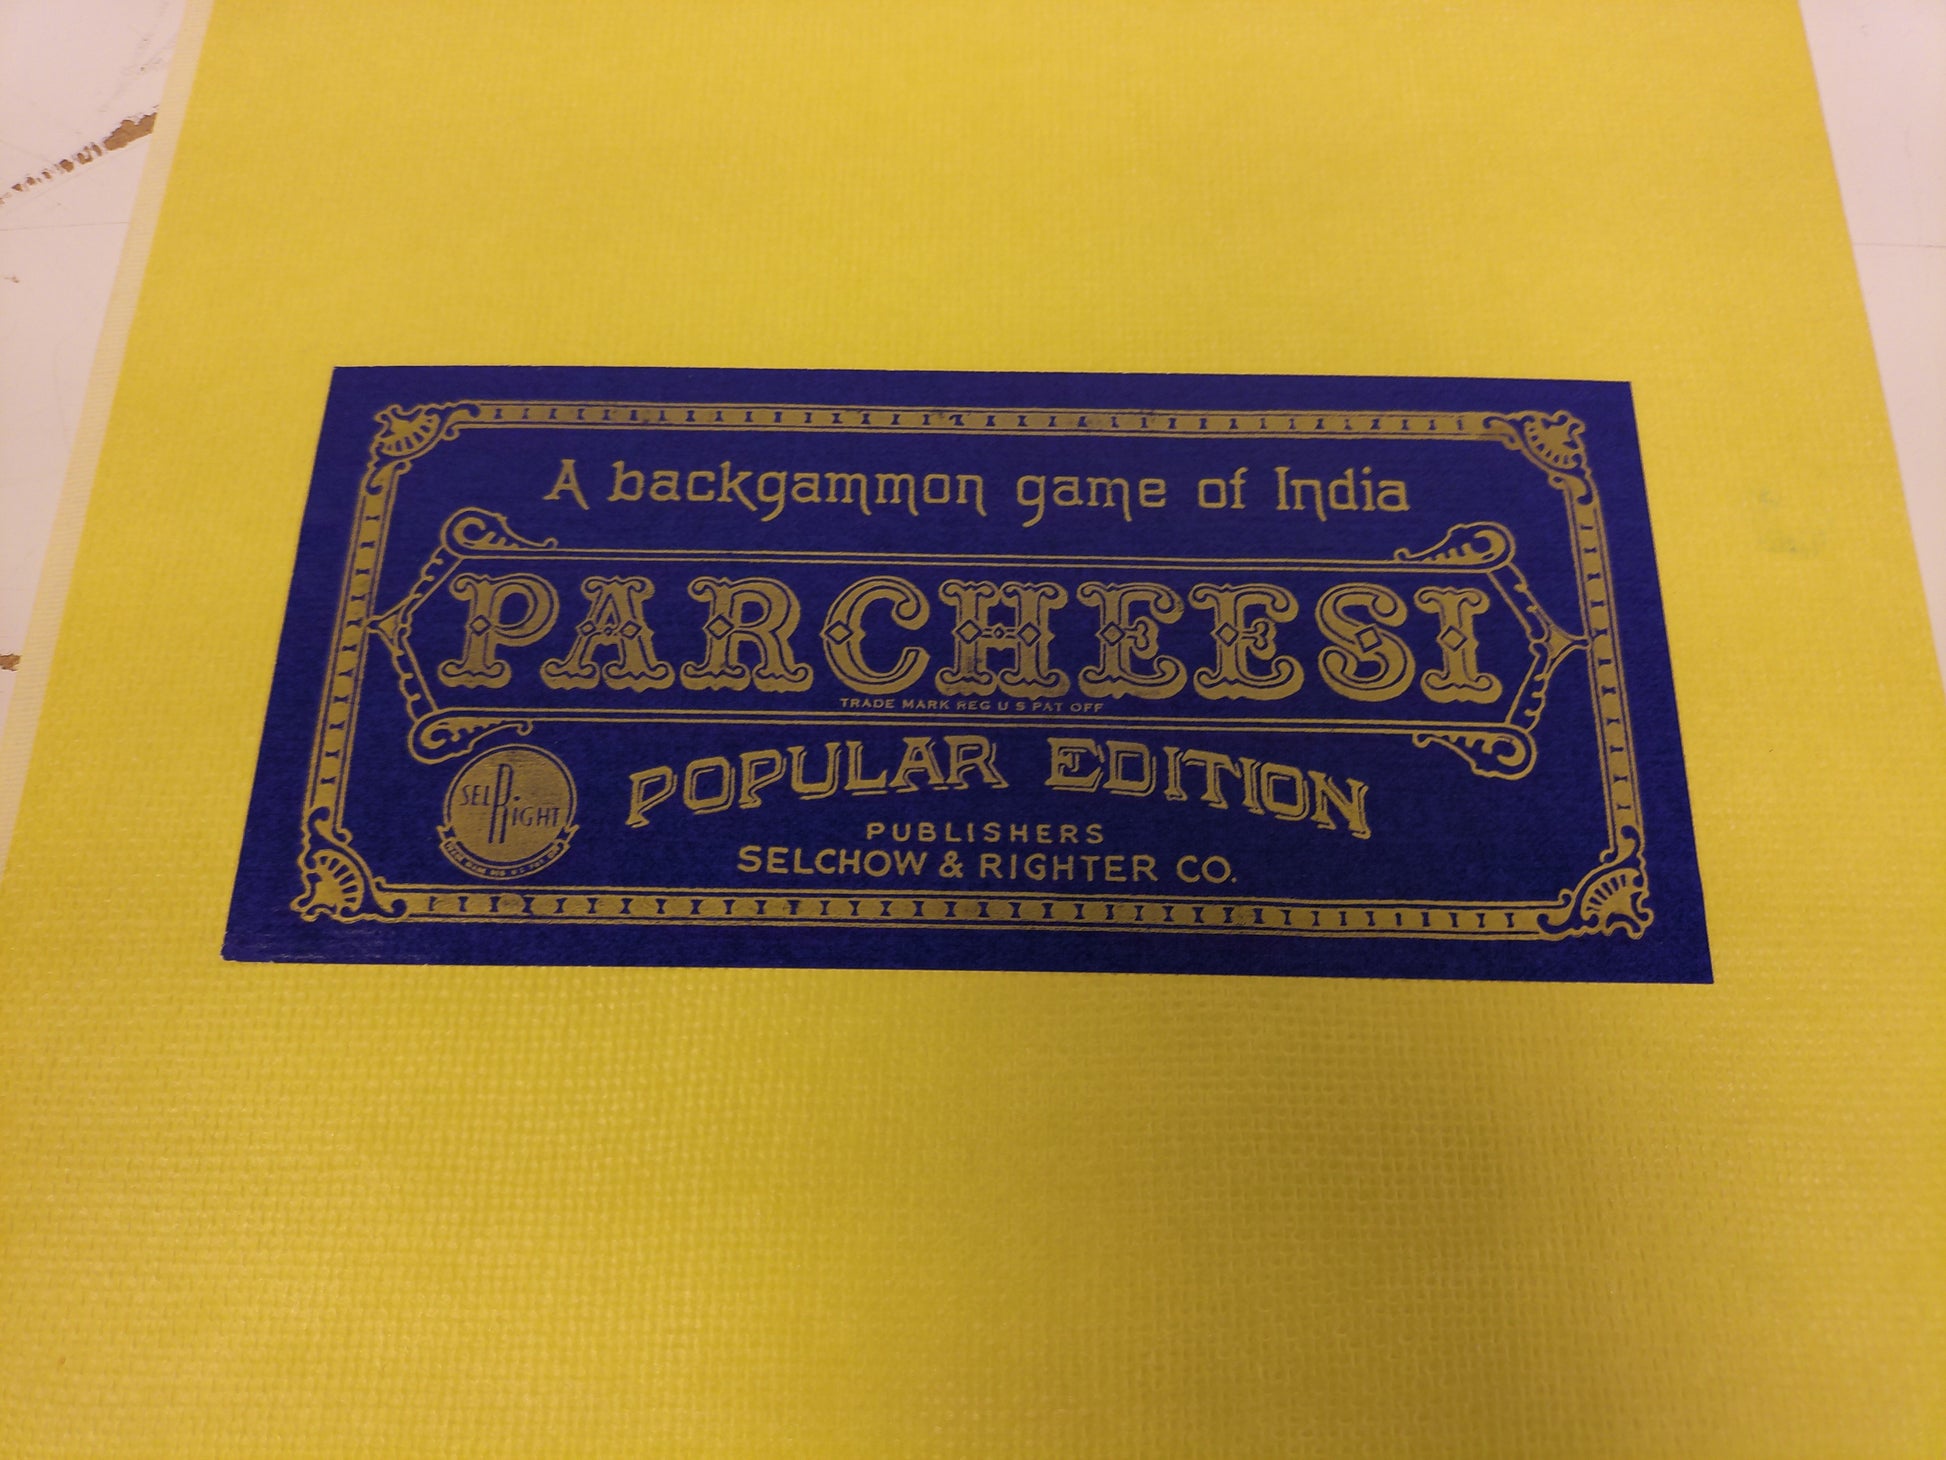 A backgammon game of India
PARCHEESI
TRADE MARK REG U S PAT OFF
POPULAR EDITION
SELRIGHT
PUBLISHERS
SELCHOW & RIGHTER CO.